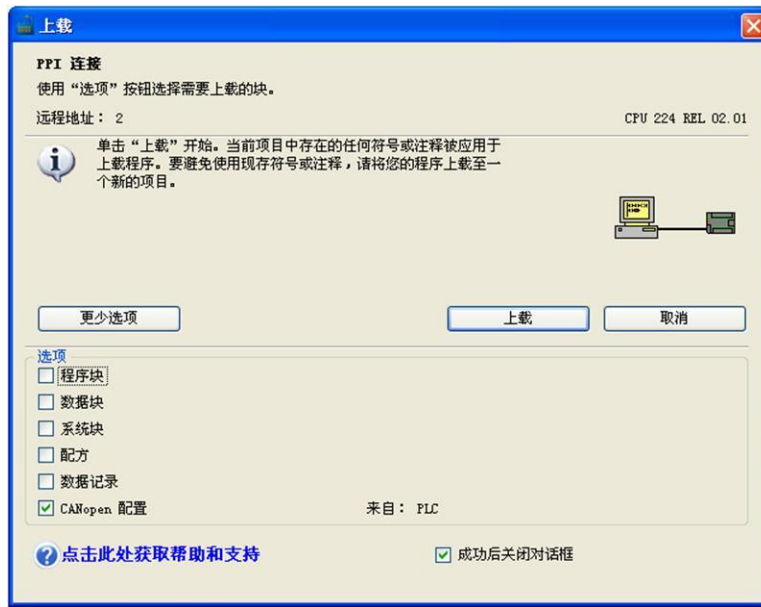 上载
PPI 连接
使用“选项”按钮选择需要上载的块。
远程地址： 2
CPU 224 REL 02.01
单击“上载”开始。当前项目中存在的任何符号或注释被应用于
上载程序。要避免使用现存符号或注释，请将您的程序上载至一
个新的项目。
更少选项
上载
取消
选项
程序块
数据块
系统块
配方
数据记录
CANopen 配置
来自： PLC
点击此处获取帮助和支持
成功后关闭对话框